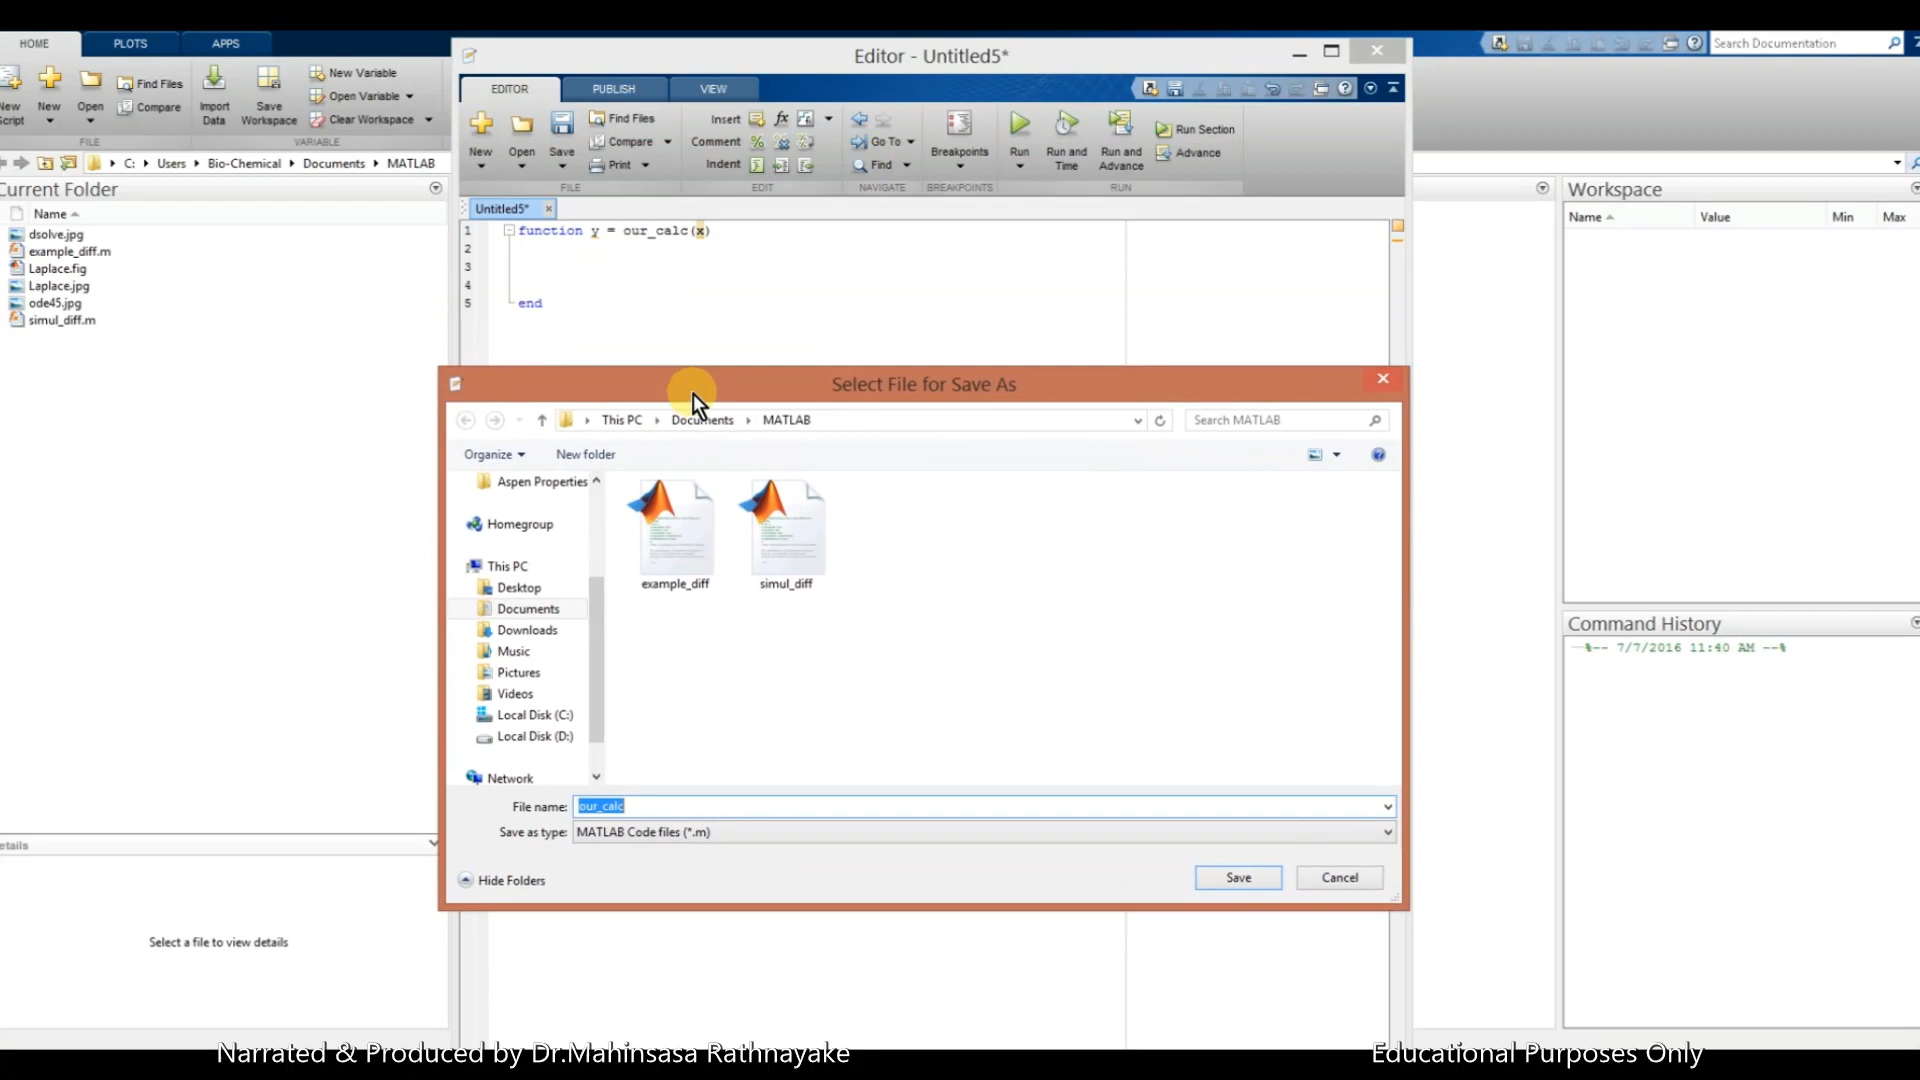 HOME PLOTS APPS
New Script New Open Find Files Compare Import Data Save Workspace New Variable Open Variable Clear Workspace
FILE VARIABLE
C: Users Bio-Chemical Documents MATLAB
Current Folder
Name
dsolve.jpg
example_diff.m
Laplace.fig
Laplace.jpg
ode45.jpg
simul_diff.m
etails
Select a file to view details
Editor - Untitled5*
EDITOR PUBLISH VIEW
New Open Save Find Files Compare Print
Insert Comment Indent
Go To Find
Breakpoints
Run Run and Time Run and Advance Run Section Advance
FILE EDIT NAVIGATE BREAKPOINTS RUN
Untitled5*
1 function y = our_calc(x)
2
3
4
5 end
Select File for Save As
This PC Documents MATLAB
Search MATLAB
Organize New folder
Aspen Properties
Homegroup
This PC
Desktop
Documents
Downloads
Music
Pictures
Videos
Local Disk (C:)
Local Disk (D:)
Network
example_diff simul_diff
File name: our_calc
Save as type: MATLAB Code files (*.m)
Hide Folders
Save Cancel
Search Documentation
Workspace
Name Value Min Max
Command History
%-- 7/7/2016 11:40 AM --%
Narrated & Produced by Dr.Mahinsasa Rathnayake
Educational Purposes Only